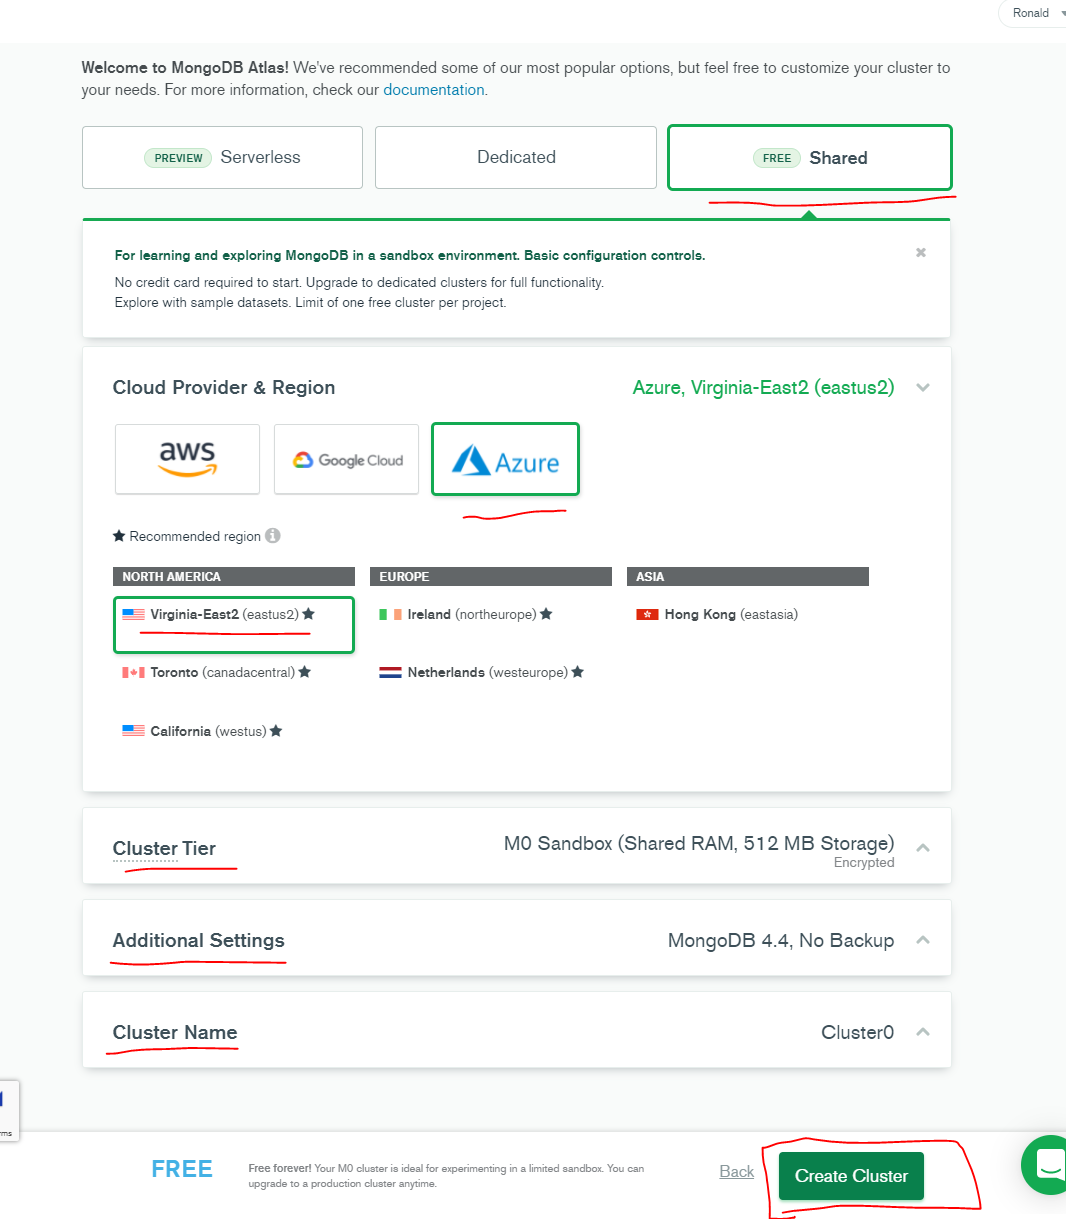 Ronald
Welcome to MongoDB Atlas! We've recommended some of our most popular options, but feel free to customize your cluster to
your needs. For more information, check our documentation.
PREVIEW Serverless
Dedicated
FREE Shared
For learning and exploring MongoDB in a sandbox environment. Basic configuration controls.
No credit card required to start. Upgrade to dedicated clusters for full functionality.
Explore with sample datasets. Limit of one free cluster per project.
Cloud Provider & Region
Azure, Virginia-East2 (eastus2)
aws
Google Cloud
Azure
Recommended region
NORTH AMERICA
Virginia-East2 (eastus2)
Toronto (canadacentral)
California (westus)
EUROPE
Ireland (northeurope)
Netherlands (westeurope)
ASIA
Hong Kong (eastasia)
Cluster Tier
M0 Sandbox (Shared RAM, 512 MB Storage)
Encrypted
Additional Settings
MongoDB 4.4, No Backup
Cluster Name
Cluster0
FREE
Free forever! Your M0 cluster is ideal for experimenting in a limited sandbox. You can
upgrade to a production cluster anytime.
Back
Create Cluster